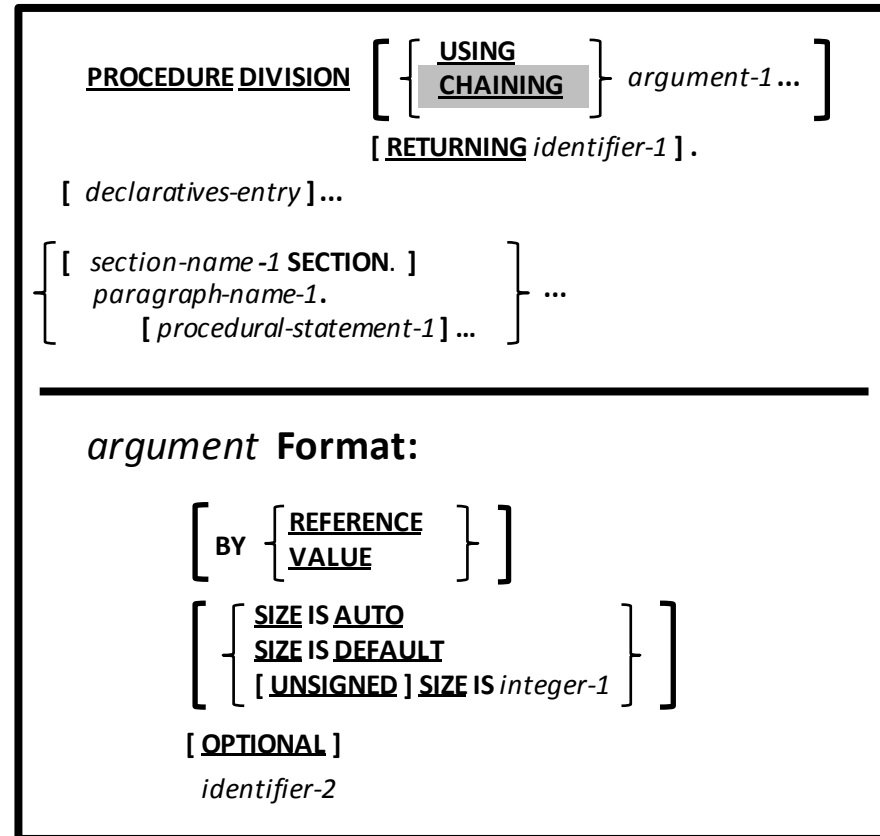 USING
PROCEDURE DIVISION [ { CHAINING } argument-1 ... ]
[ RETURNING identifier-1 ] .
[ declaratives-entry ] ...
[ section-name-1 SECTION. ]
paragraph-name-1.
[ procedural-statement-1 ] ...
...
argument Format:
REFERENCE
BY
VALUE
SIZE IS AUTO
SIZE IS DEFAULT
[ UNSIGNED ] SIZE IS integer-1
[ OPTIONAL ]
identifier-2